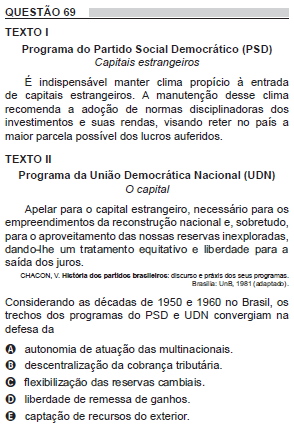 QUESTÃO 69
TEXTO I
Programa do Partido Social Democrático (PSD)
Capitais estrangeiros
É indispensável manter clima propício à entrada
de capitais estrangeiros. A manutenção desse clima
recomenda a adoção de normas disciplinadoras dos
investimentos e suas rendas, visando reter no país a
maior parcela possível dos lucros auferidos.
TEXTO II
Programa da União Democrática Nacional (UDN)
O capital
Apelar para o capital estrangeiro, necessário para os
empreendimentos da reconstrução nacional e, sobretudo,
para o aproveitamento das nossas reservas inexploradas,
dando-lhe um tratamento equitativo e liberdade para a
saída dos juros.
CHACON, V. História dos partidos brasileiros: discurso e práxis dos seus programas.
Brasília: UnB, 1981 (adaptado).
Considerando as décadas de 1950 e 1960 no Brasil, os
trechos dos programas do PSD e UDN convergiam na
defesa da
A autonomia de atuação das multinacionais.
B descentralização da cobrança tributária.
C flexibilização das reservas cambiais.
D liberdade de remessa de ganhos.
E captação de recursos do exterior.